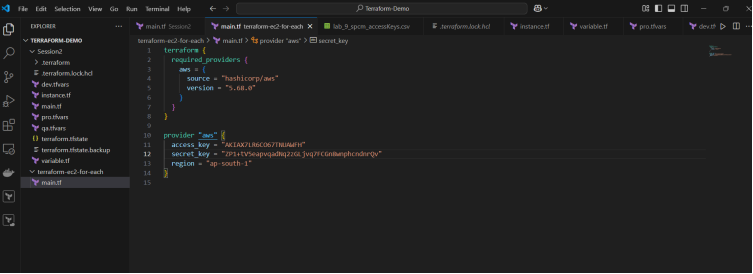 File Edit Selection View Go Run Terminal Help
Terraform-Demo
EXPLORER
main.tf Session2
main.tf terraform-ec2-for-each
lab_9_spcm_accessKeys.csv
.terraform.lock.hcl
instance.tf
variable.tf
pro.tfvars
dev.tfvars
TERRAFORM-DEMO
Session2
.terraform
.terraform.lock.hcl
dev.tfvars
instance.tf
main.tf
pro.tfvars
qa.tfvars
terraform.tfstate
terraform.tfstate.backup
variable.tf
terraform-ec2-for-each
main.tf
terraform-ec2-for-each > main.tf > provider "aws" > secret_key
1 terraform {
2 required_providers {
3 aws = {
4 source = "hashicorp/aws"
5 version = "5.68.0"
6 }
7 }
8 }
9
10 provider "aws" {
11 access_key =
12 secret_key =
13 region = "ap-south-1"
14 }
15